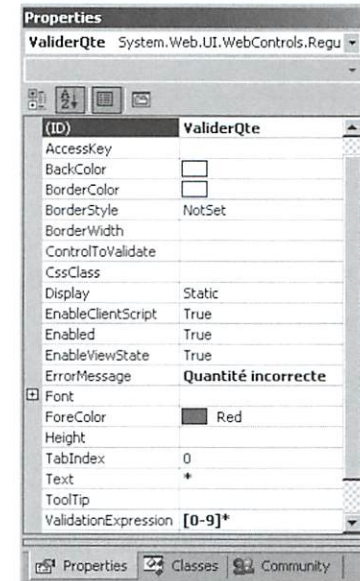 Properties
ValiderQte System.Web.UI.WebControls.Regu
(ID) ValiderQte
AccessKey
BackColor
BorderColor
BorderStyle NotSet
BorderWidth
ControlToValidate
CssClass
Display Static
EnableClientScript True
Enabled True
EnableViewState True
ErrorMessage Quantité incorrecte
Font
ForeColor Red
Height
TabIndex 0
Text *
ToolTip
ValidationExpression [0-9]*
Properties Classes Community